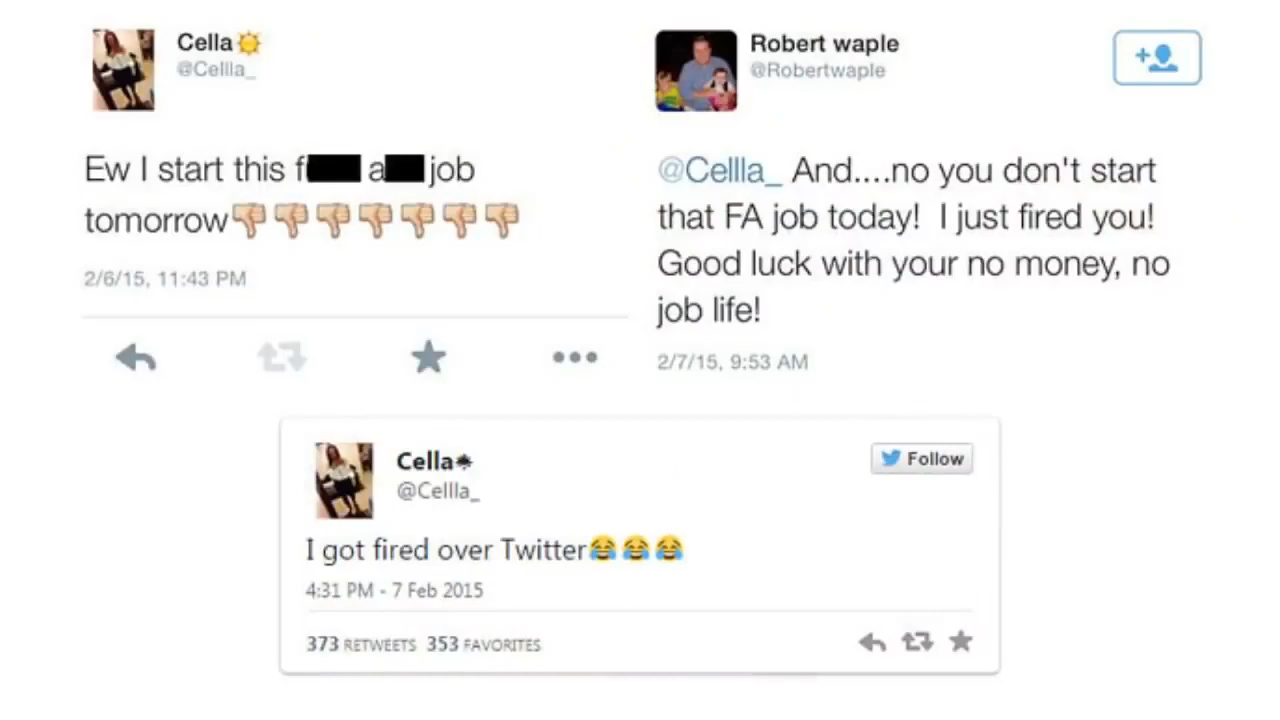 Cella☀️
@Cellla_
Ew I start this f a job
tomorrow👎👎👎👎👎👎👎
2/6/15, 11:43 PM
Robert waple
@Robertwaple
@Cellla_ And....no you don't start
that FA job today! I just fired you!
Good luck with your no money, no
job life!
2/7/15, 9:53 AM
Cella☀
@Cellla_
Follow
I got fired over Twitter😂😂😂
4:31 PM - 7 Feb 2015
373 RETWEETS 353 FAVORITES